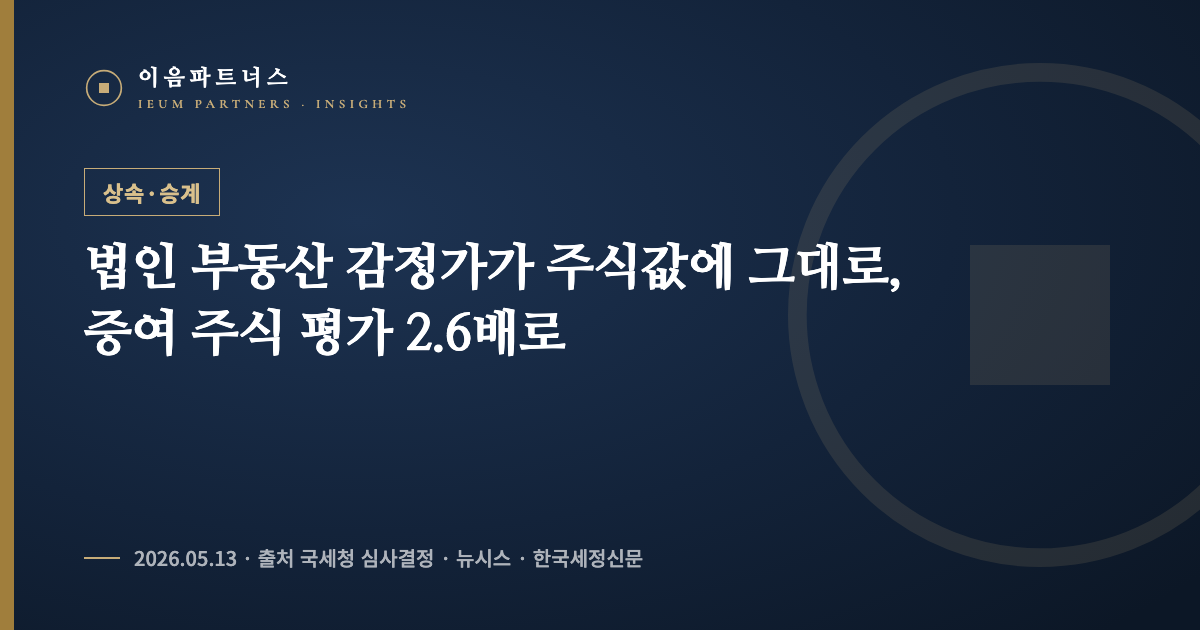 이음파트너스
IEUM PARTNERS · INSIGHTS
상속·승계
법인 부동산 감정가가 주식값에 그대로,
증여 주식 평가 2.6배로
2026.05.13 · 출처 국세청 심사결정 · 뉴시스 · 한국세정신문